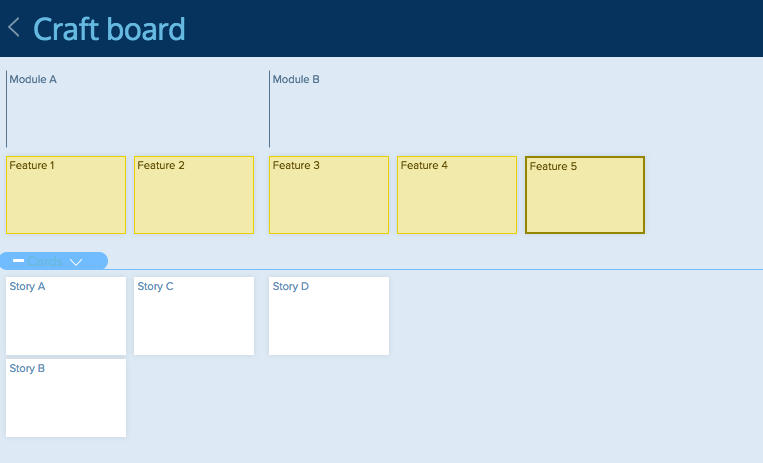 Craft board
Module A
Module B
Feature 1
Feature 2
Feature 3
Feature 4
Feature 5
Cards
Story A
Story C
Story D
Story B